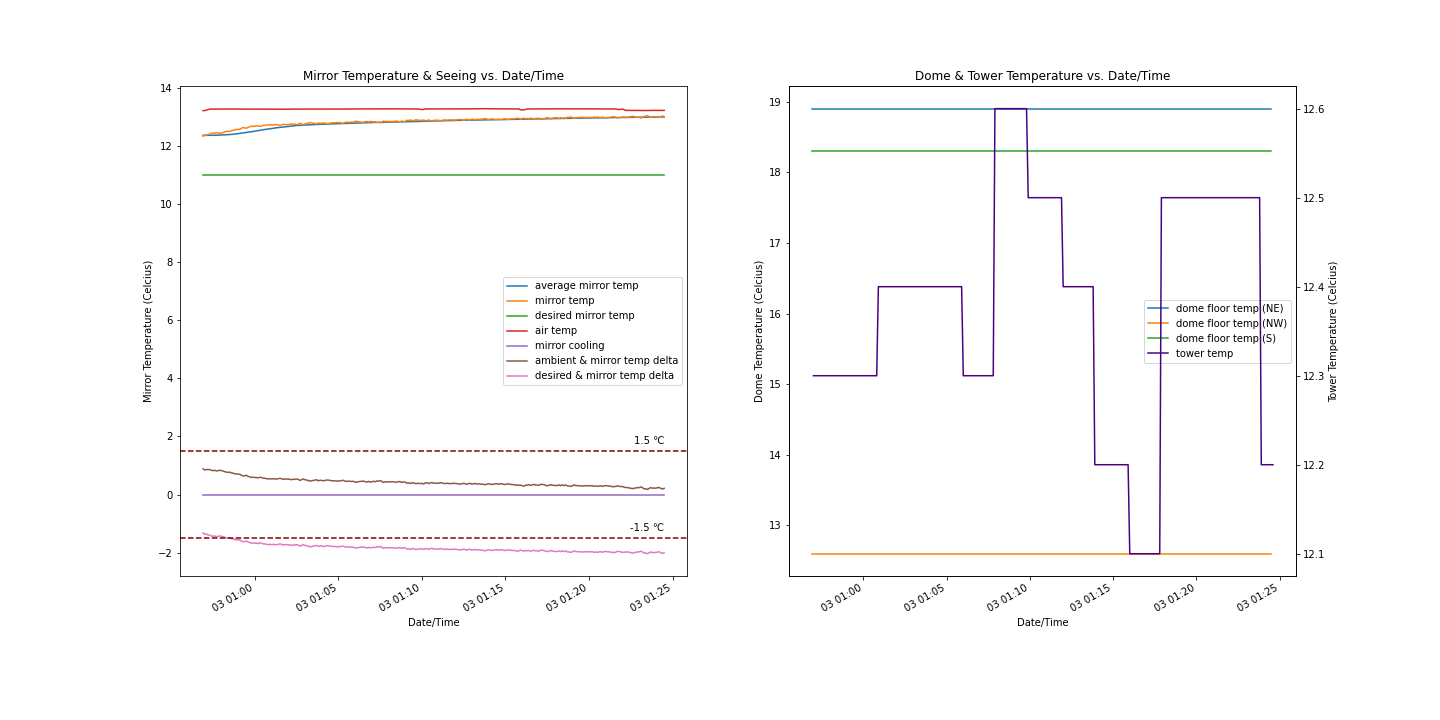 Mirror Temperature & Seeing vs. Date/Time
14
12
10
8
6
4
2
0
−2
Mirror Temperature (Celcius)
average mirror temp
mirror temp
desired mirror temp
air temp
mirror cooling
ambient & mirror temp delta
desired & mirror temp delta
1.5 ℃
-1.5 ℃
03 01:00
03 01:05
03 01:10
03 01:15
03 01:20
03 01:25
Date/Time
Dome & Tower Temperature vs. Date/Time
19
18
17
16
15
14
13
Dome Temperature (Celcius)
dome floor temp (NE)
dome floor temp (NW)
dome floor temp (S)
tower temp
12.6
12.5
12.4
12.3
12.2
12.1
Tower Temperature (Celcius)
03 01:00
03 01:05
03 01:10
03 01:15
03 01:20
03 01:25
Date/Time